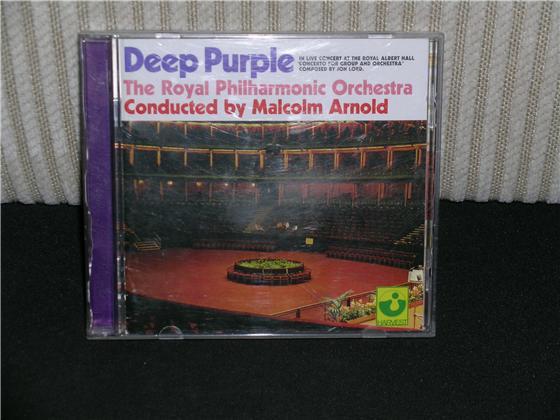 Deep Purple
IN LIVE CONCERT AT THE ROYAL ALBERT HALL
'CONCERTO FOR GROUP AND ORCHESTRA'
COMPOSED BY JON LORD.
The Royal Philharmonic Orchestra
Conducted by Malcolm Arnold
HARVEST